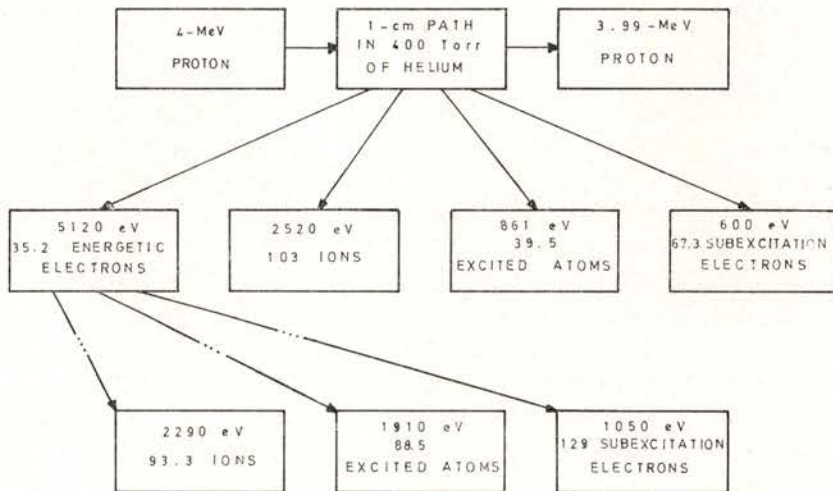 4-MeV
PROTON
1-cm PATH
IN 400 Torr
OF HELIUM
3.99-MeV
PROTON
5120 eV
35.2 ENERGETIC
ELECTRONS
2520 eV
103 IONS
861 eV
39.5
EXCITED ATOMS
600 eV
67.3 SUBEXCITATION
ELECTRONS
2290 eV
93.3 IONS
1910 eV
88.5
EXCITED ATOMS
1050 eV
129 SUBEXCITATION
ELECTRONS